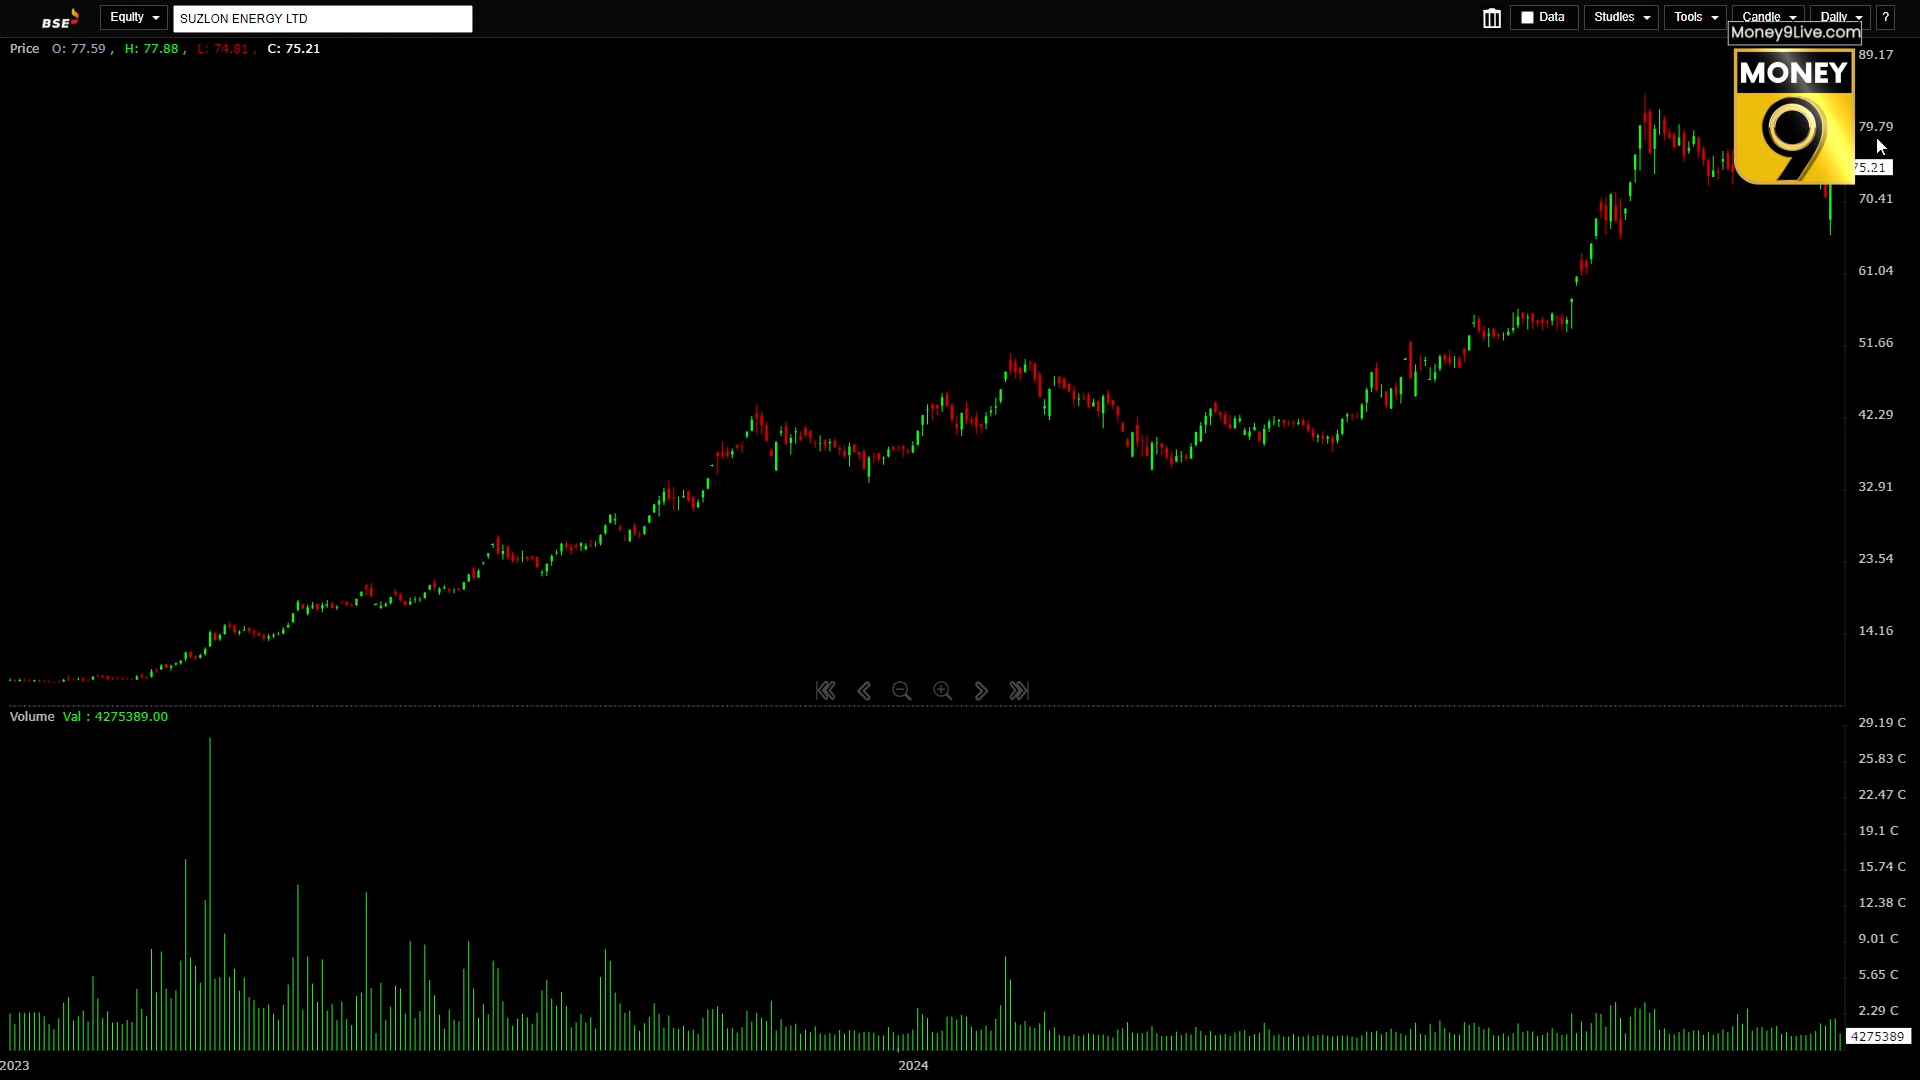 BSE Equity SUZLON ENERGY LTD Data Studies Tools Candle Daily ?
Money9Live.com
Price O: 77.59 , H: 77.88 , L: 74.81 , C: 75.21
89.17
MONEY
9
79.79
75.21
70.41
61.04
51.66
42.29
32.91
23.54
14.16
Volume Val : 4275389.00
29.19 C
25.83 C
22.47 C
19.1 C
15.74 C
12.38 C
9.01 C
5.65 C
2.29 C
4275389
2023 2024